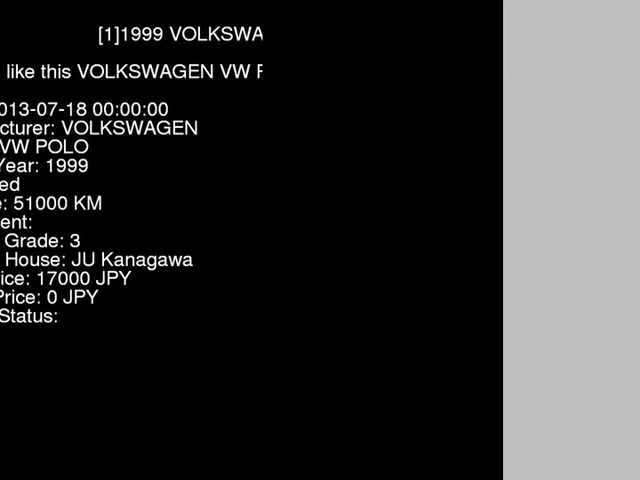 [1]1999 VOLKSWA
like this VOLKSWAGEN VW P
013-07-18 00:00:00
cturer: VOLKSWAGEN
VW POLO
Year: 1999
ed
e: 51000 KM
ent:
Grade: 3
House: JU Kanagawa
ice: 17000 JPY
Price: 0 JPY
Status: